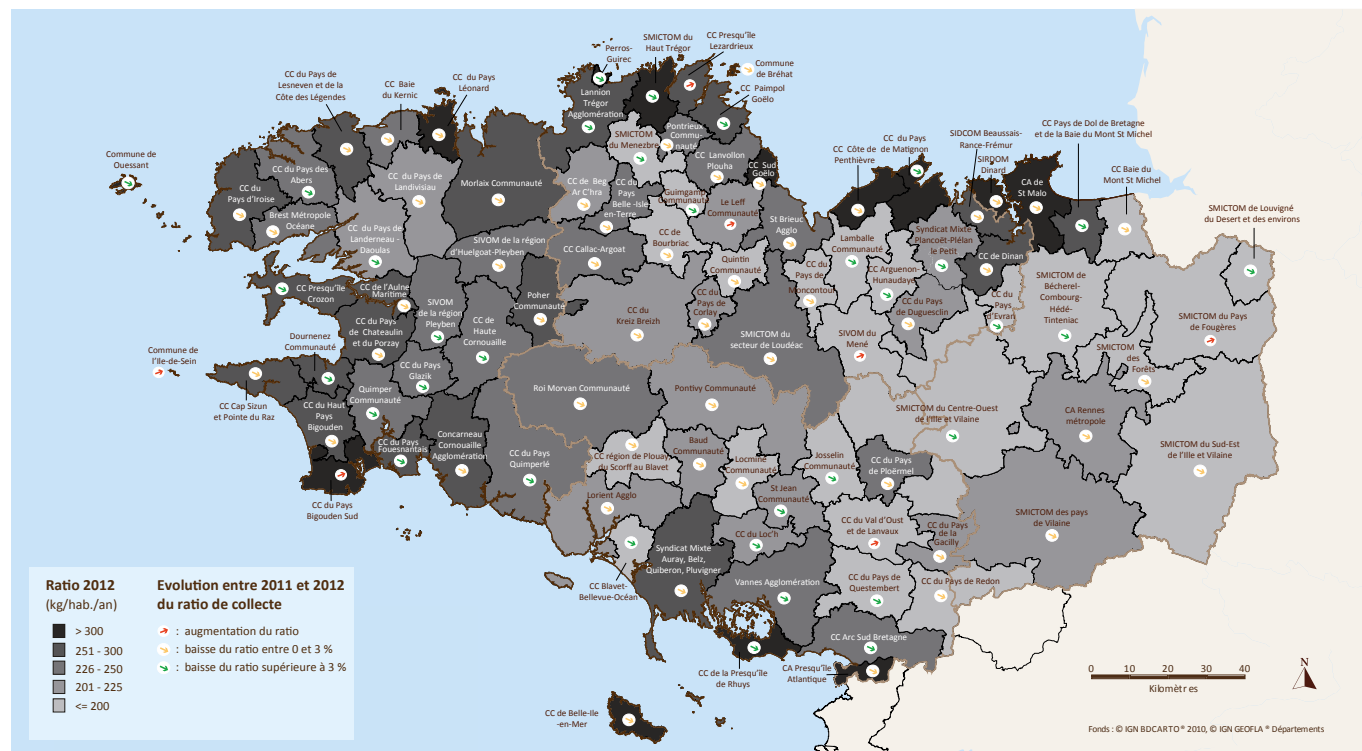 Perros-
Guirec
SMICTOM du
Haut Trégor
CC Presqu'île
Lezardrieux
Commune
de Bréhat
CC du Pays de
Lesneven et de la
Côte des Légendes
CC Baie
du Kernic
CC du Pays
Léonard
Lannion
Trégor
Agglomération
CC Paimpol
Goëlo
Pontrieux
Commu-
nauté
SMICTOM
du Menezbre
CC Lanvollon
Plouha
CC Sud-
Goëlo
CC Côte de
Penthièvre
CC du Pays
de Matignon
SIDCOM Beaussais-
Rance-Frémur
SIRDOM
Dinard
CC Pays de Dol de Bretagne
et de la Baie du Mont St Michel
CA de
St Malo
CC Baie du
Mont St Michel
SMICTOM de Louvigné
du Desert et des environs
Commune de
Ouessant
CC du
Pays d'Iroise
CC du Pays des
Abers
Brest Métropole
Océane
CC du Pays de
Landivisiau
Morlaix Communauté
CC du Pays de
Landerneau -
Daoulas
CC de Beg
Ar C'hra
CC du
Pays
Belle -Isle-
en-Terre
Guimgamp
Communauté
Le Leff
Communauté
St Brieuc
Agglo
SIVOM de la région
d'Huelgoat-Pleyben
CC Callac-Argoat
CC de
Bourbriac
Quintin
Communauté
Lamballe
Communauté
Syndicat Mixte
Plancoët-Plélan
le Petit
CC de Dinan
CC Arguenon-
Hunaudaye
CC du
Pays de
Moncontour
CC du Pays
de Duguesclin
CC du
Pays
d'Evran
SMICTOM de
Bécherel-
Combourg-
Hédé-
Tinteniac
SMICTOM du Pays
de Fougères
SMICTOM
des
Forêts
CC Presqu'île
Crozon
CC de l'Aulne
Maritime
SIVOM
de la région
Pleyben
CC de
Haute
Cornouaille
Poher
Communauté
CC du
Kreiz Breizh
CC du
Pays de
Corlay
SMICTOM du
secteur de Loudéac
SIVOM du
Mené
Dournenez
Communauté
CC du Pays
de Chateaulin
et du Porzay
Commune de
l'Ile-de-Sein
CC Cap Sizun
et Pointe du Raz
CC du Pays
Glazik
Quimper
Communauté
CC du Haut
Pays
Bigouden
CC du Pays
Fouesnantais
CC du Pays
Bigouden Sud
Concarneau
Cornouaille
Agglomération
CC du Pays
Quimperlé
Roi Morvan Communauté
Pontivy Communauté
SMICTOM du Centre-Ouest
de l'Ille et Vilaine
CA Rennes
métropole
SMICTOM du Sud-Est
de l'Ille et Vilaine
CC région de Plouay
du Scorff au Blavet
Baud
Communauté
Locmine
Communauté
Josselin
Communauté
CC du Pays
de Ploërmel
St Jean
Communauté
Lorient Agglo
CC Blavet-
Bellevue-Océan
Syndicat Mixte
Auray, Belz,
Quiberon, Pluvigner
CC du Loc'h
CC du Val d'Oust
et de Lanvaux
CC du Pays
de la
Gacilly
SMICTOM des pays
de Vilaine
Vannes Agglomération
CC du Pays de
Questembert
CC du Pays de Redon
CC Arc Sud Bretagne
CC de la Presqu'île
de Rhuys
CA Presqu'île
Atlantique
CC de Belle-Ile
-en-Mer
Ratio 2012
(kg/hab./an)
> 300
251 - 300
226 - 250
201 - 225
<= 200
Evolution entre 2011 et 2012
du ratio de collecte
: augmentation du ratio
: baisse du ratio entre 0 et 3 %
: baisse du ratio supérieure à 3 %
0 10 20 30 40
Kilomètres
N
Fonds : © IGN BDCARTO® 2010, © IGN GEOFLA ® Départements